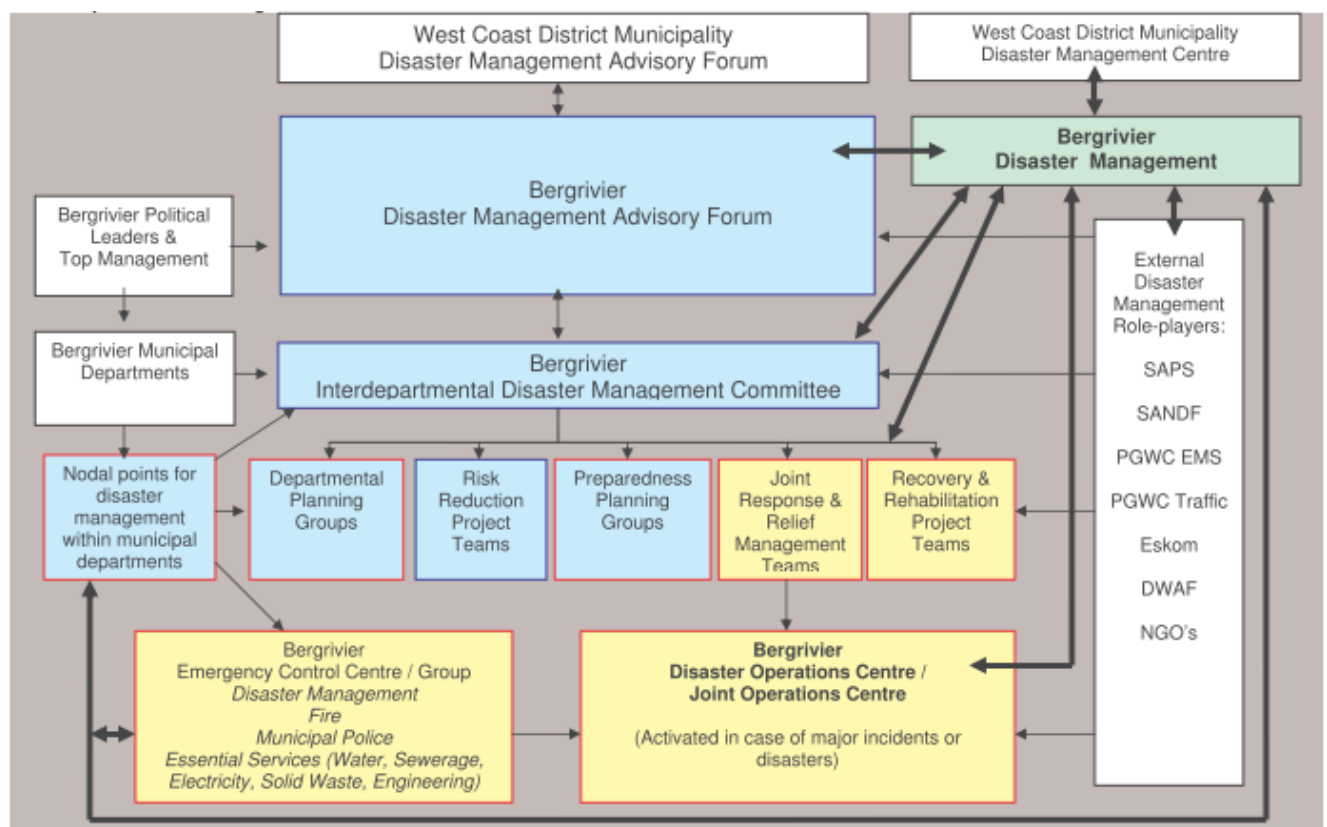 West Coast District Municipality
Disaster Management Advisory Forum
West Coast District Municipality
Disaster Management Centre
Bergrivier
Disaster Management
Bergrivier
Disaster Management Advisory Forum
Bergrivier Political
Leaders &
Top Management
External
Disaster
Management
Role-players:
SAPS
SANDF
PGWC EMS
PGWC Traffic
Eskom
DWAF
NGO's
Bergrivier Municipal
Departments
Bergrivier
Interdepartmental Disaster Management Committee
Nodal points for
disaster
management
within municipal
departments
Departmental
Planning
Groups
Risk
Reduction
Project
Teams
Preparedness
Planning
Groups
Joint
Response &
Relief
Management
Teams
Recovery &
Rehabilitation
Project
Teams
Bergrivier
Emergency Control Centre / Group
Disaster Management
Fire
Municipal Police
Essential Services (Water, Sewerage,
Electricity, Solid Waste, Engineering)
Bergrivier
Disaster Operations Centre /
Joint Operations Centre
(Activated in case of major incidents or
disasters)